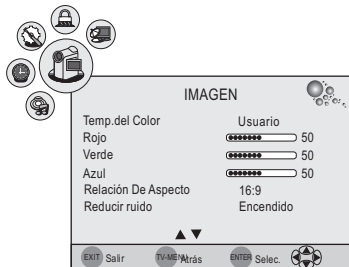 IMAGEN
Temp.del Color Usuario
Rojo 50
Verde 50
Azul 50
Relación De Aspecto 16:9
Reducir ruido Encendido
EXIT Salir TV-MENU Atrás ENTER Selec.